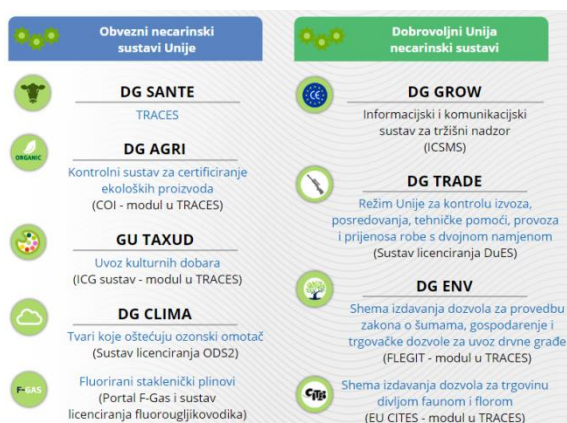 Obvezni necarinski
sustavi Unije
DG SANTE
TRACES
ORGANIC
DG AGRI
Kontrolni sustav za certificiranje
ekoloških proizvoda
(COI - modul u TRACES)
GU TAXUD
Uvoz kulturnih dobara
(ICG sustav - modul u TRACES)
DG CLIMA
Tvari koje oštećuju ozonski omotač
(Sustav licenciranja ODS2)
F-GAS
Fluorirani staklenički plinovi
(Portal F-Gas i sustav
licenciranja fluorougljikovodika)
Dobrovoljni Unija
necarinski sustavi
CE
DG GROW
Informacijski i komunikacijski
sustav za tržišni nadzor
(ICSMS)
DG TRADE
Režim Unije za kontrolu izvoza,
posredovanja, tehničke pomoći, provoza
i prijenosa robe s dvojnom namjenom
(Sustav licenciranja DuES)
DG ENV
Shema izdavanja dozvola za provedbu
zakona o šumama, gospodarenje i
trgovačke dozvole za uvoz drvne građe
(FLEGIT - modul u TRACES)
CITES
Shema izdavanja dozvola za trgovinu
divljom faunom i florom
(EU CITES - modul u TRACES)